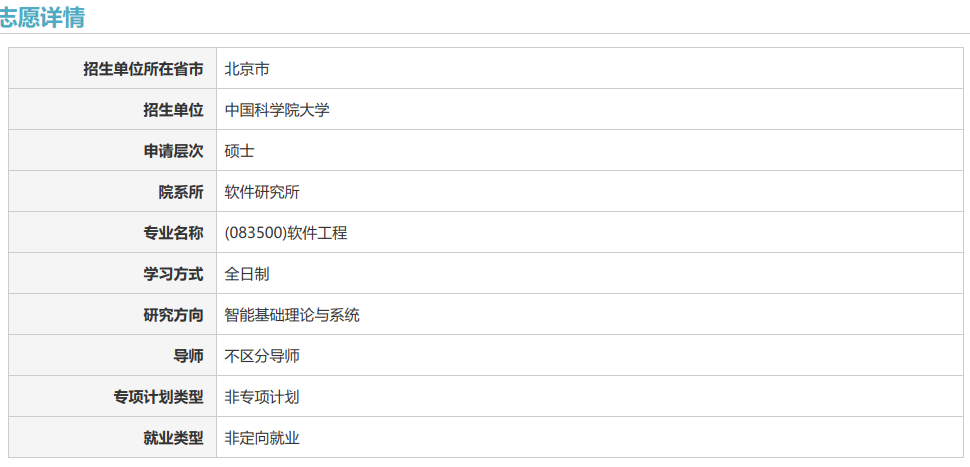 志愿详情
招生单位所在省市 北京市
招生单位 中国科学院大学
申请层次 硕士
院系所 软件研究所
专业名称 (083500)软件工程
学习方式 全日制
研究方向 智能基础理论与系统
导师 不区分导师
专项计划类型 非专项计划
就业类型 非定向就业